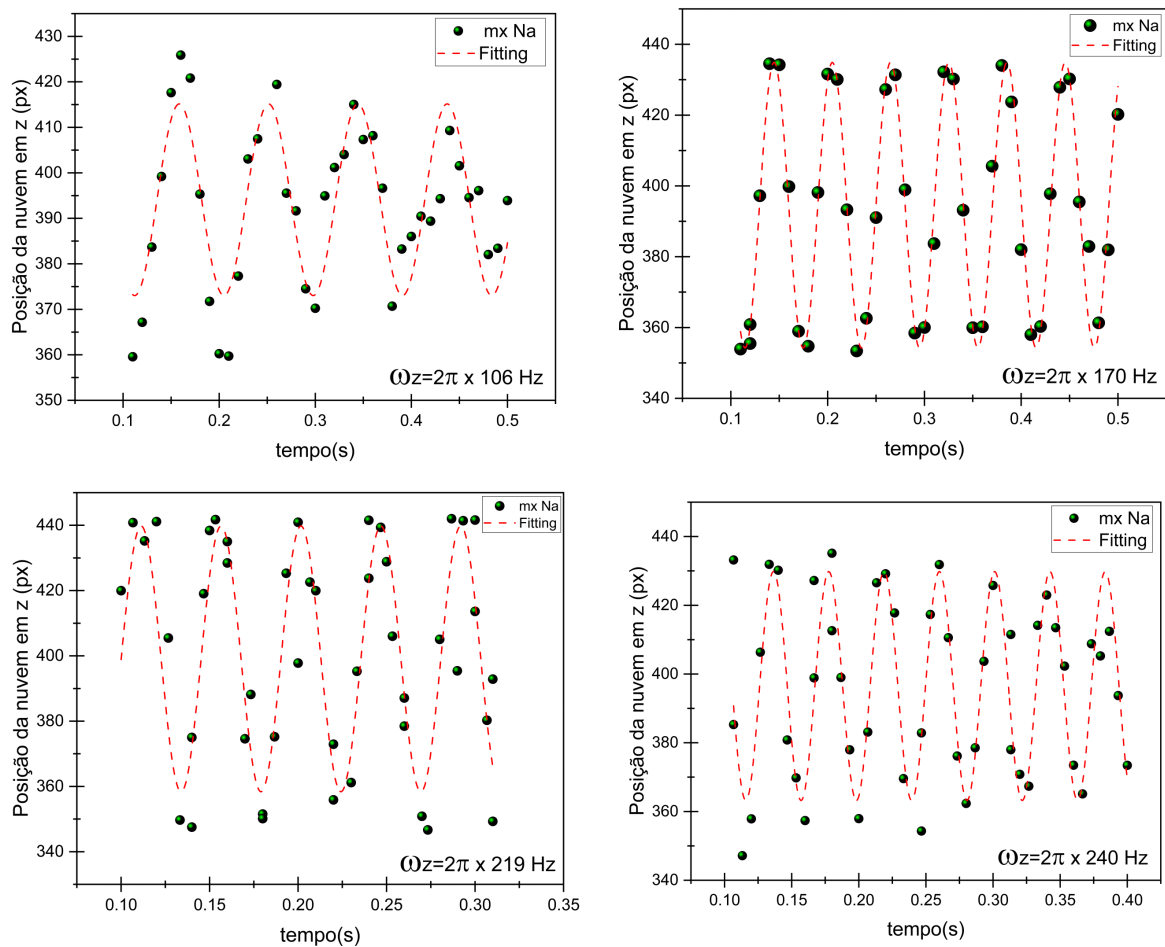 mx Na
Fitting
Posição da nuvem em z (px)
430
420
410
400
390
380
370
360
350
ωz=2π x 106 Hz
0.1 0.2 0.3 0.4 0.5
tempo(s)
mx Na
Fitting
Posição da nuvem em z (px)
440
420
400
380
360
340
ωz=2π x 170 Hz
0.1 0.2 0.3 0.4 0.5
tempo(s)
mx Na
Fitting
Posição da nuvem em z (px)
440
420
400
380
360
340
ωz=2π x 219 Hz
0.10 0.15 0.20 0.25 0.30 0.35
tempo(s)
mx Na
Fitting
Posição da nuvem em z (px)
440
420
400
380
360
340
ωz=2π x 240 Hz
0.10 0.15 0.20 0.25 0.30 0.35 0.40
tempo(s)